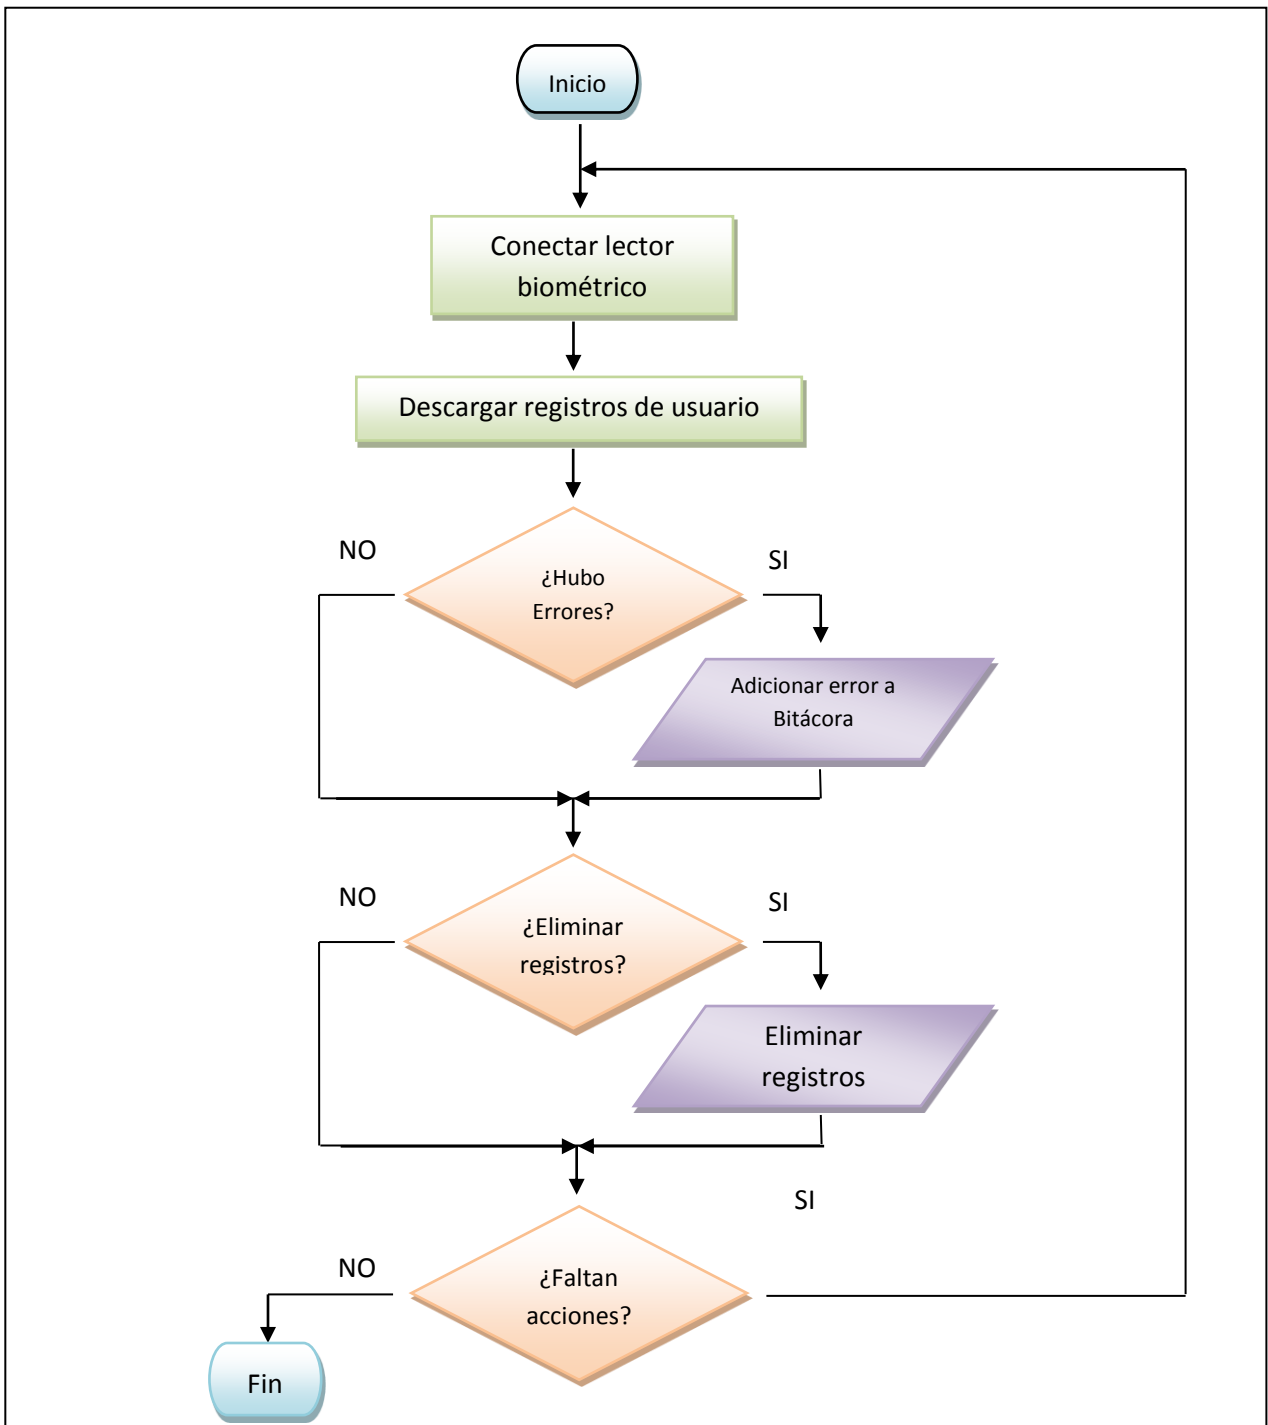 Inicio
Conectar lector
biométrico
Descargar registros de usuario
NO
SI
¿Hubo
Errores?
Adicionar error a
Bitácora
NO
SI
¿Eliminar
registros?
Eliminar
registros
SI
NO
¿Faltan
acciones?
Fin